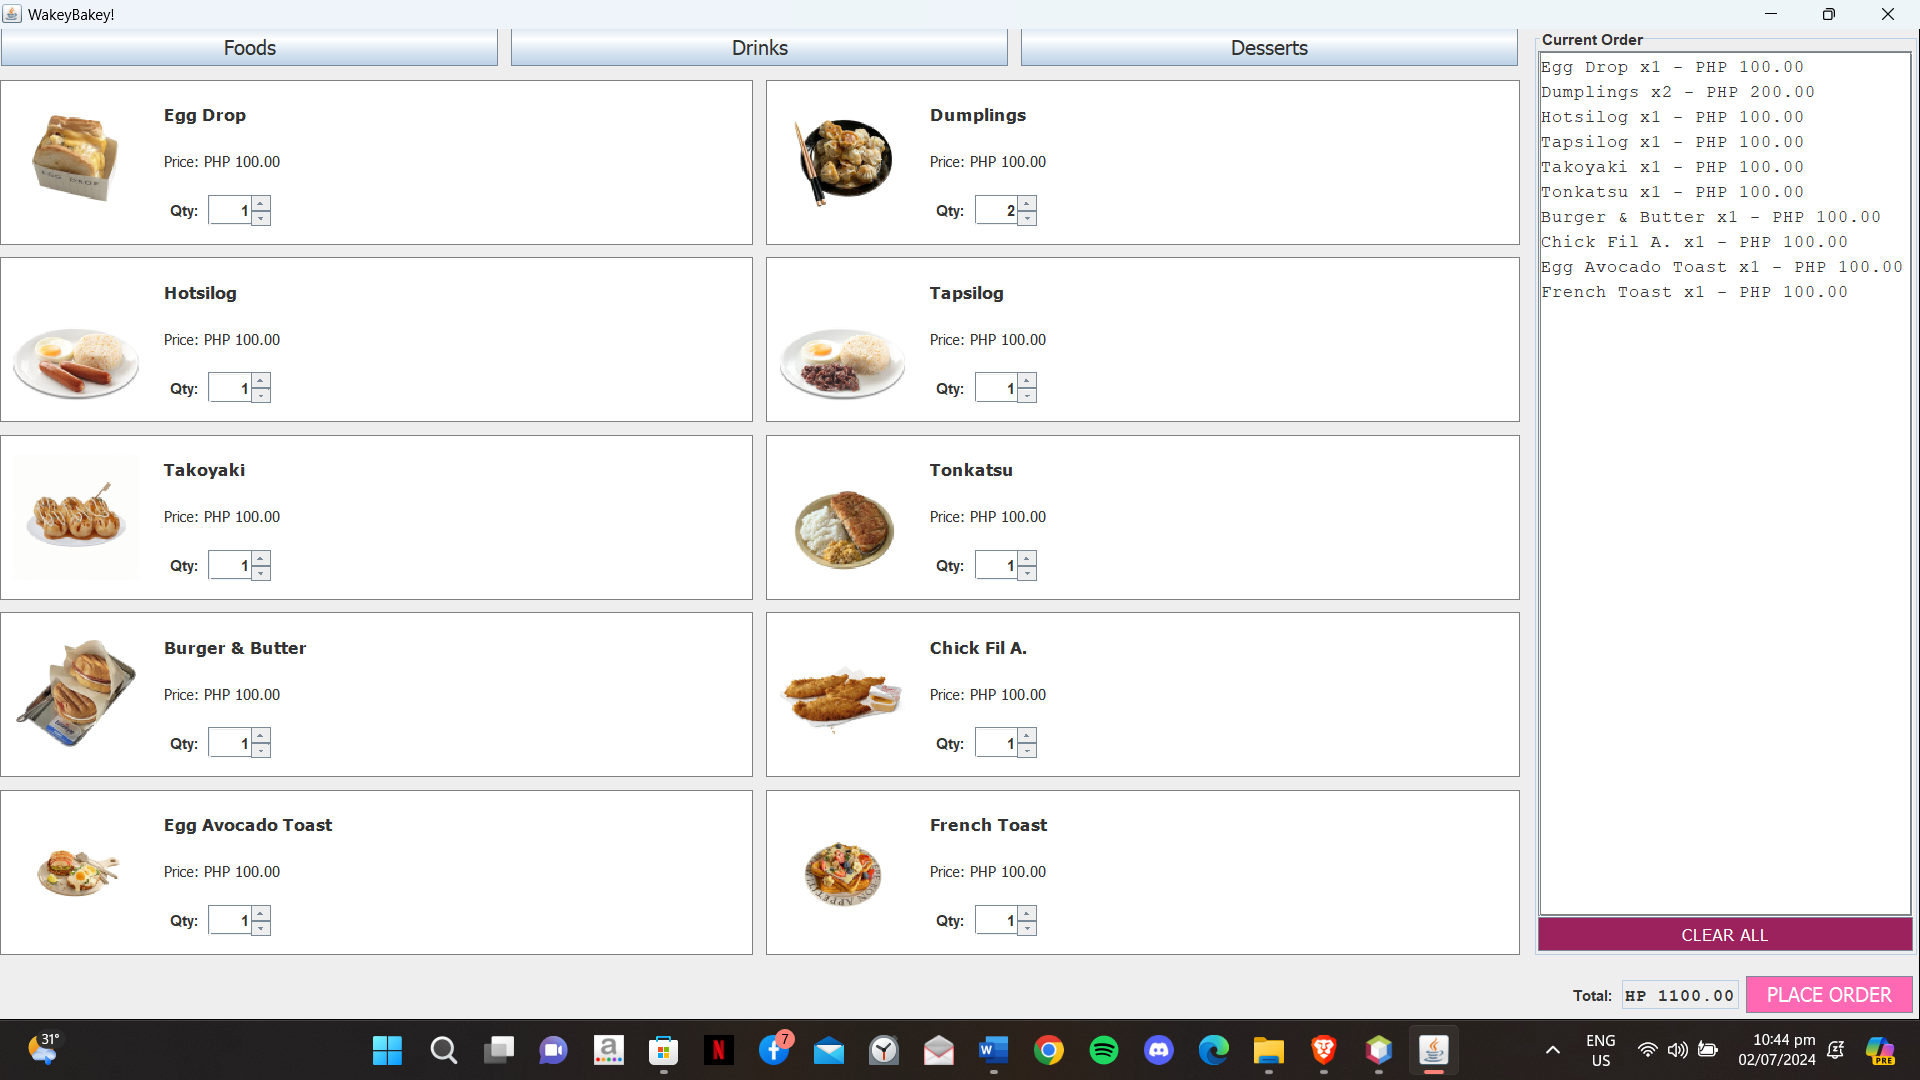 WakeyBakey!
Foods
Drinks
Desserts
Egg Drop
Price: PHP 100.00
Qty: 1
EGG DROP
Dumplings
Price: PHP 100.00
Qty: 2
Hotsilog
Price: PHP 100.00
Qty: 1
Tapsilog
Price: PHP 100.00
Qty: 1
Takoyaki
Price: PHP 100.00
Qty: 1
Tonkatsu
Price: PHP 100.00
Qty: 1
Burger & Butter
Price: PHP 100.00
Qty: 1
Chick Fil A.
Price: PHP 100.00
Qty: 1
Egg Avocado Toast
Price: PHP 100.00
Qty: 1
French Toast
Price: PHP 100.00
Qty: 1
Current Order
Egg Drop x1 - PHP 100.00
Dumplings x2 - PHP 200.00
Hotsilog x1 - PHP 100.00
Tapsilog x1 - PHP 100.00
Takoyaki x1 - PHP 100.00
Tonkatsu x1 - PHP 100.00
Burger & Butter x1 - PHP 100.00
Chick Fil A. x1 - PHP 100.00
Egg Avocado Toast x1 - PHP 100.00
French Toast x1 - PHP 100.00
CLEAR ALL
Total: HP 1100.00
PLACE ORDER
31°
a
N
7
W
ENG
US
10:44 pm
02/07/2024
PRE